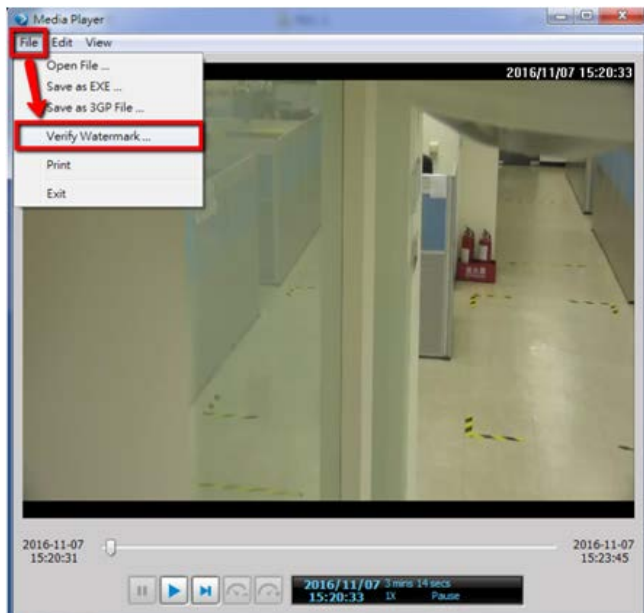 Media Player
File Edit View
Open File ...
Save as EXE ...
Save as 3GP File ...
Verify Watermark ...
Print
Exit
2016/11/07 15:20:33
2016-11-07
15:20:31
2016-11-07
15:23:45
2016/11/07 3 mins 14 secs
15:20:33 1X Pause